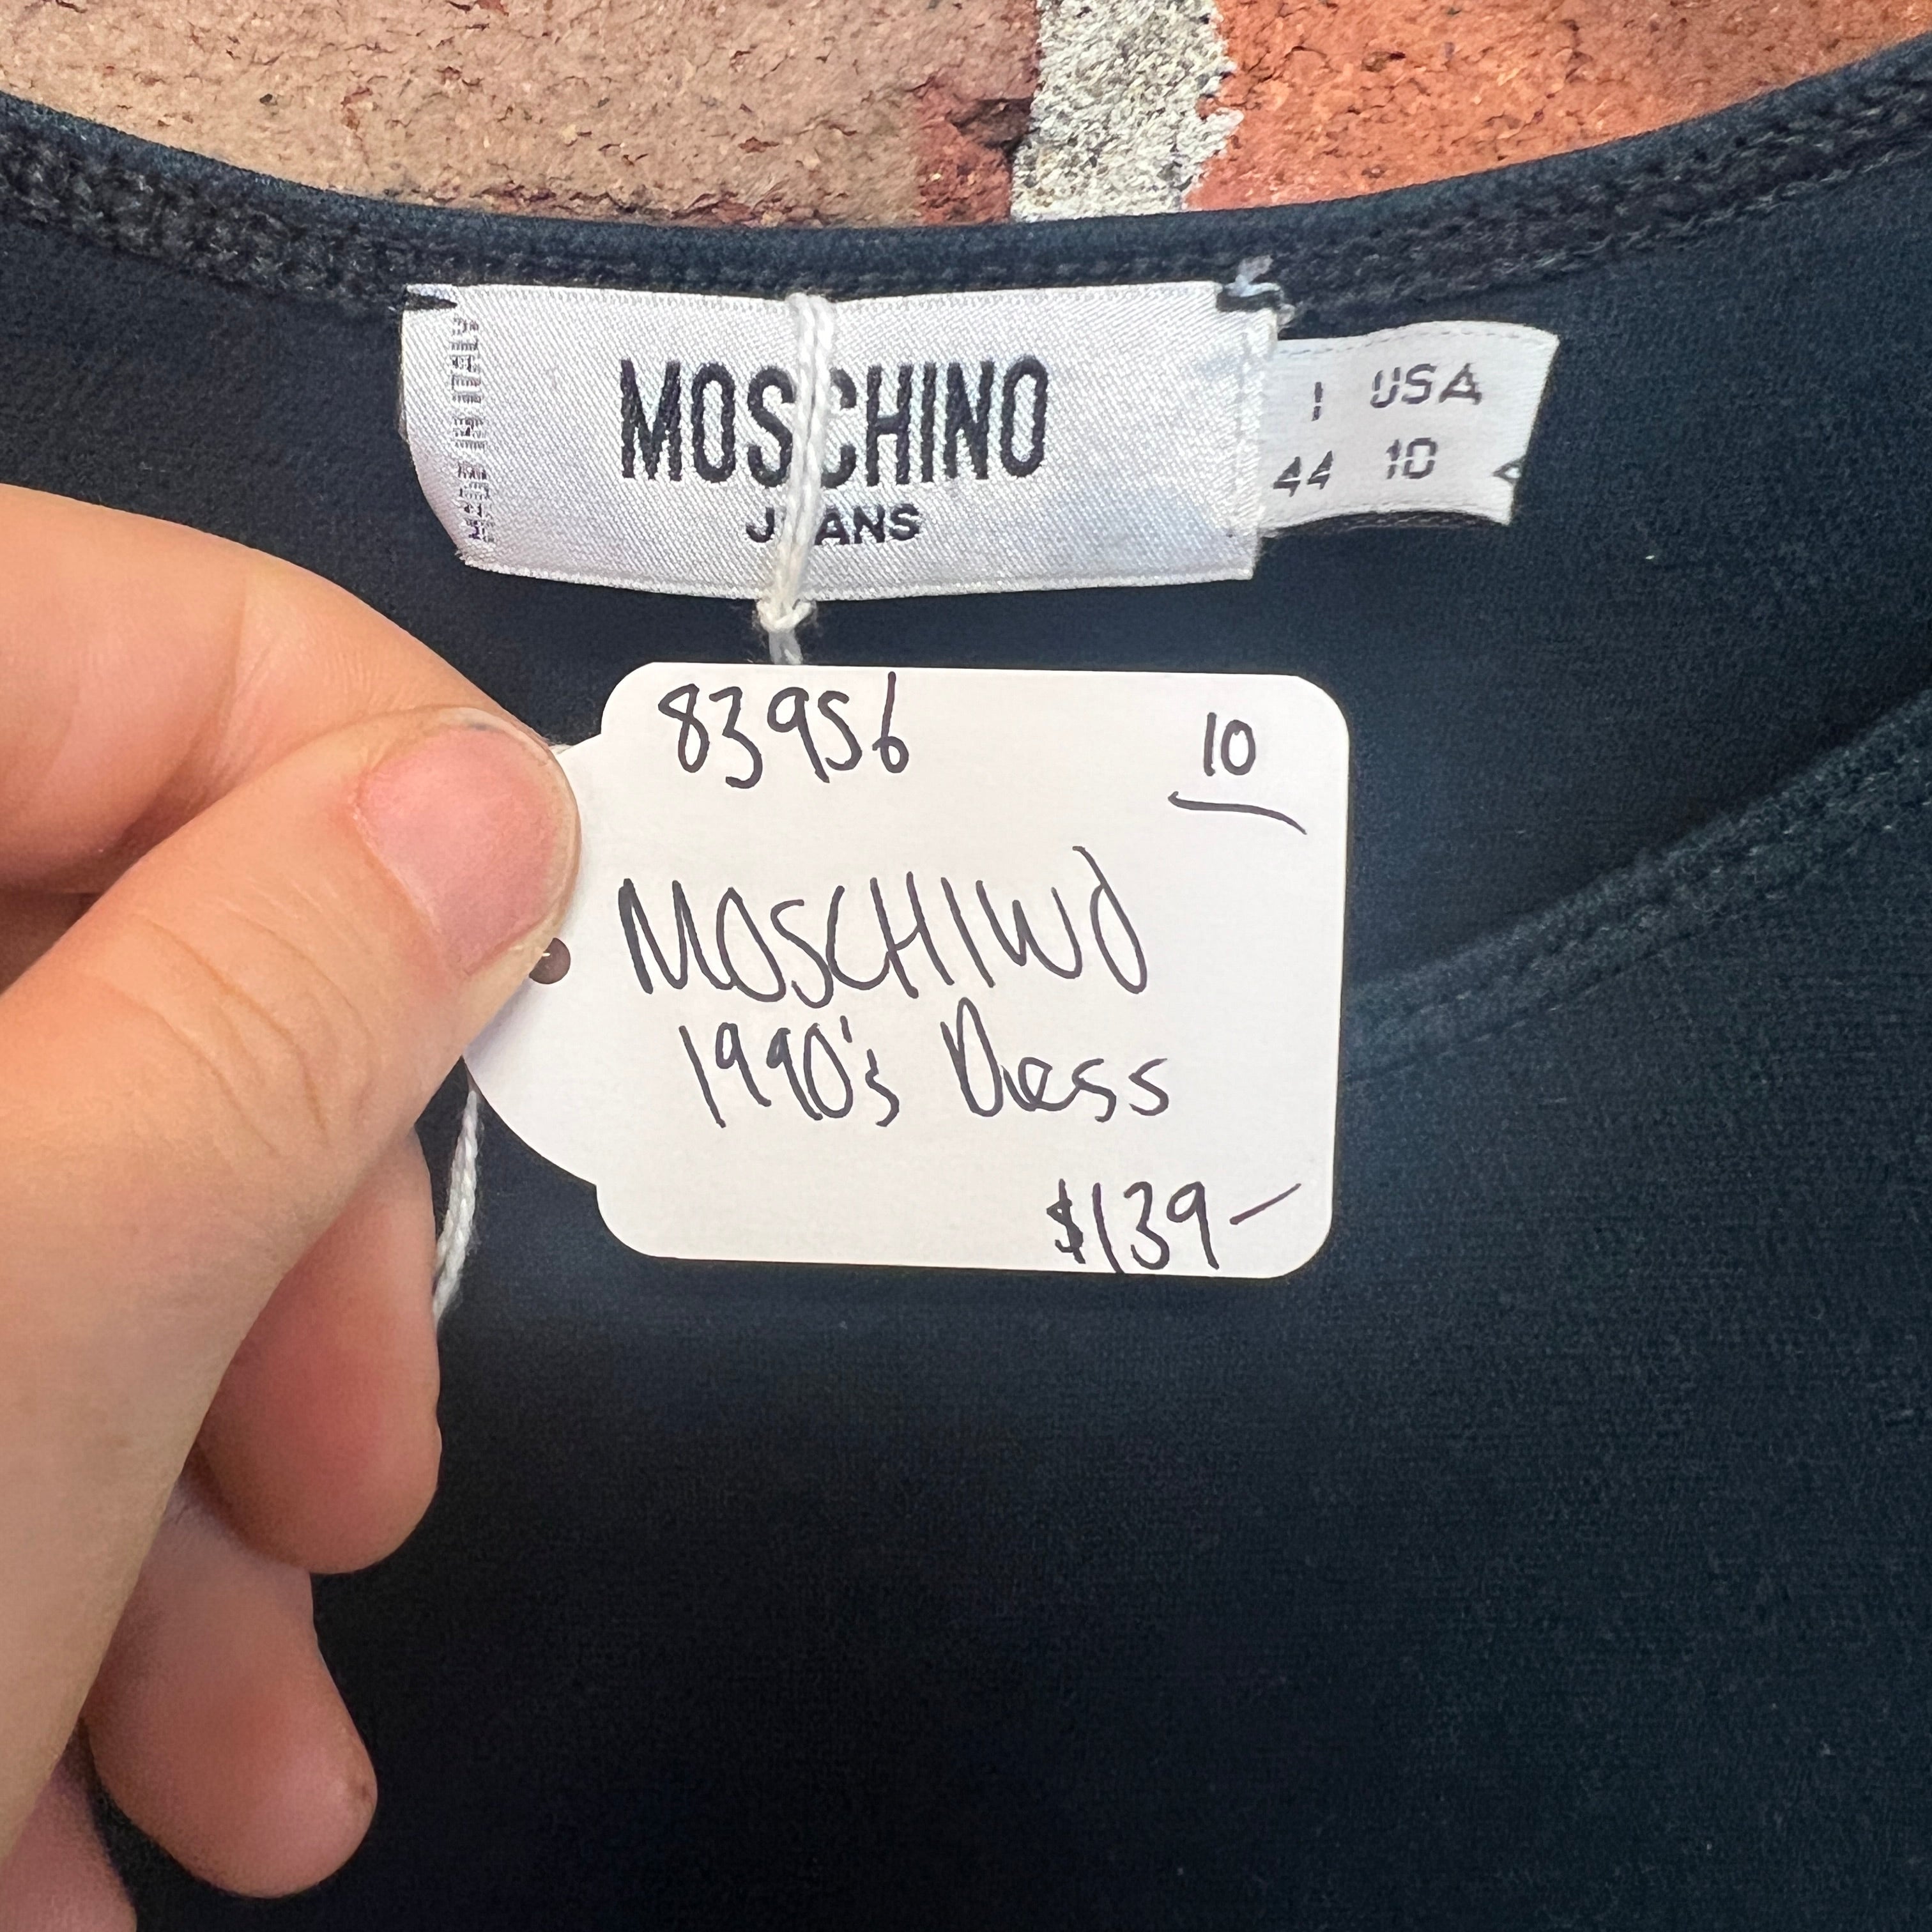 MOSCHINO
JEANS
I USA
44 10
83956 10
MOSCHINO
1990's Dress
$139-